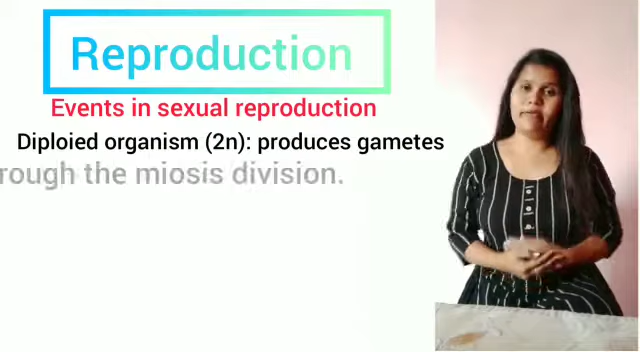 Reproduction
Events in sexual reproduction
Diploied organism (2n): produces gametes
rough the miosis division.